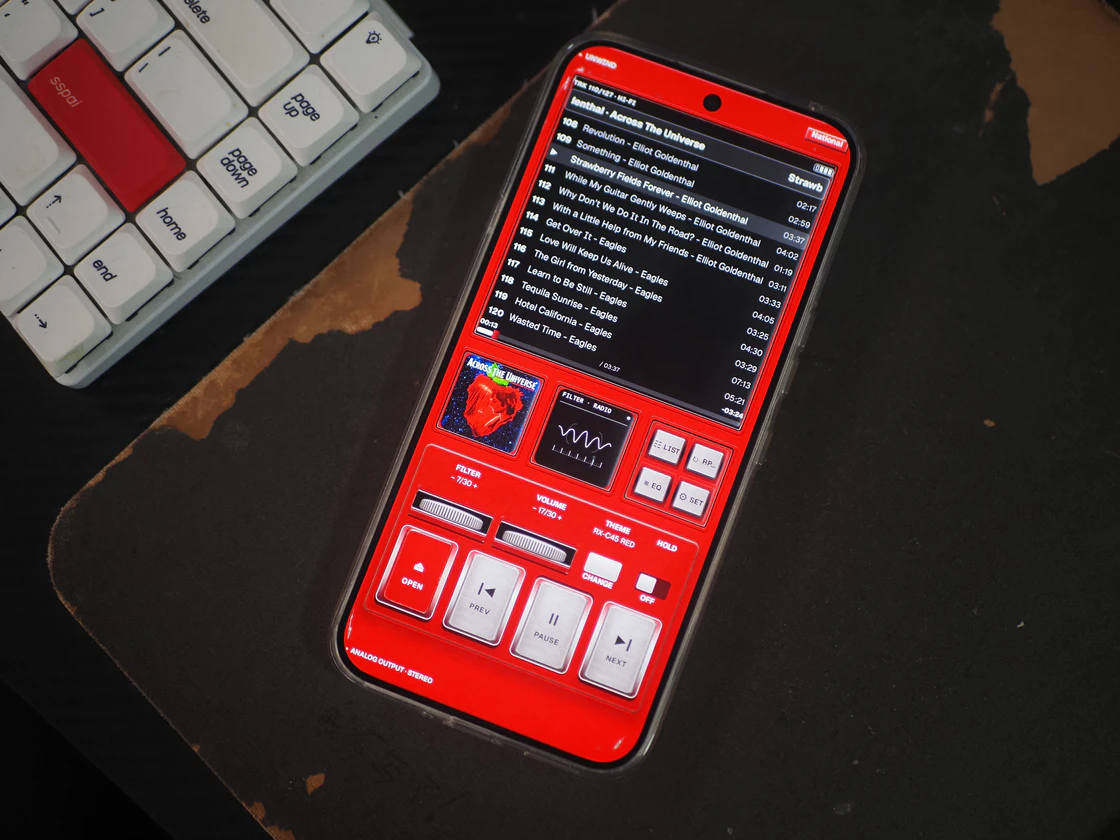 delete
sspai
page up
page down
home
end
UNWIND
National
TRK 110/127 · HI-FI
lenthal · Across The Universe
Strawb
108 Revolution - Elliot Goldenthal 02:17
109 Something - Elliot Goldenthal 02:59
Strawberry Fields Forever - Elliot Goldenthal 03:37
111 While My Guitar Gently Weeps - Elliot Goldenthal 04:02
112 Why Don't We Do It In The Road? - Elliot Goldenthal 01:19
113 With a Little Help from My Friends - Elliot Goldenthal 03:11
114 Get Over It - Eagles 03:33
115 Love Will Keep Us Alive - Eagles 04:05
116 The Girl from Yesterday - Eagles 03:25
117 Learn to Be Still - Eagles 04:30
118 Tequila Sunrise - Eagles 03:29
119 Hotel California - Eagles 07:13
120 Wasted Time - Eagles 05:21
00:13 / 03:37 -03:24
ACROSS THE UNIVERSE
FILTER · RADIO
LIST
RP...
EQ
SET
FILTER
- 7/30 +
VOLUME
- 17/30 +
THEME
RX-C45 RED
HOLD
CHANGE
OFF
OPEN
PREV
PAUSE
NEXT
ANALOG OUTPUT · STEREO